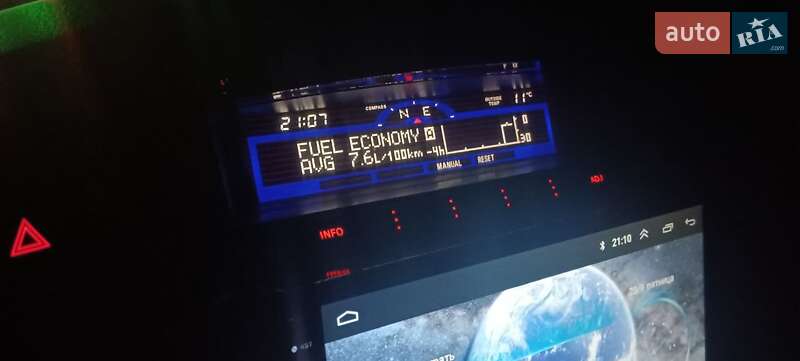 auto RIA .com
COMPASS N E OUTSIDE TEMP 11°C
21:07
FUEL ECONOMY A 0
AVG 7.6L/100km -4h 30
MANUAL RESET
INFO ADJ
21:10
пятница